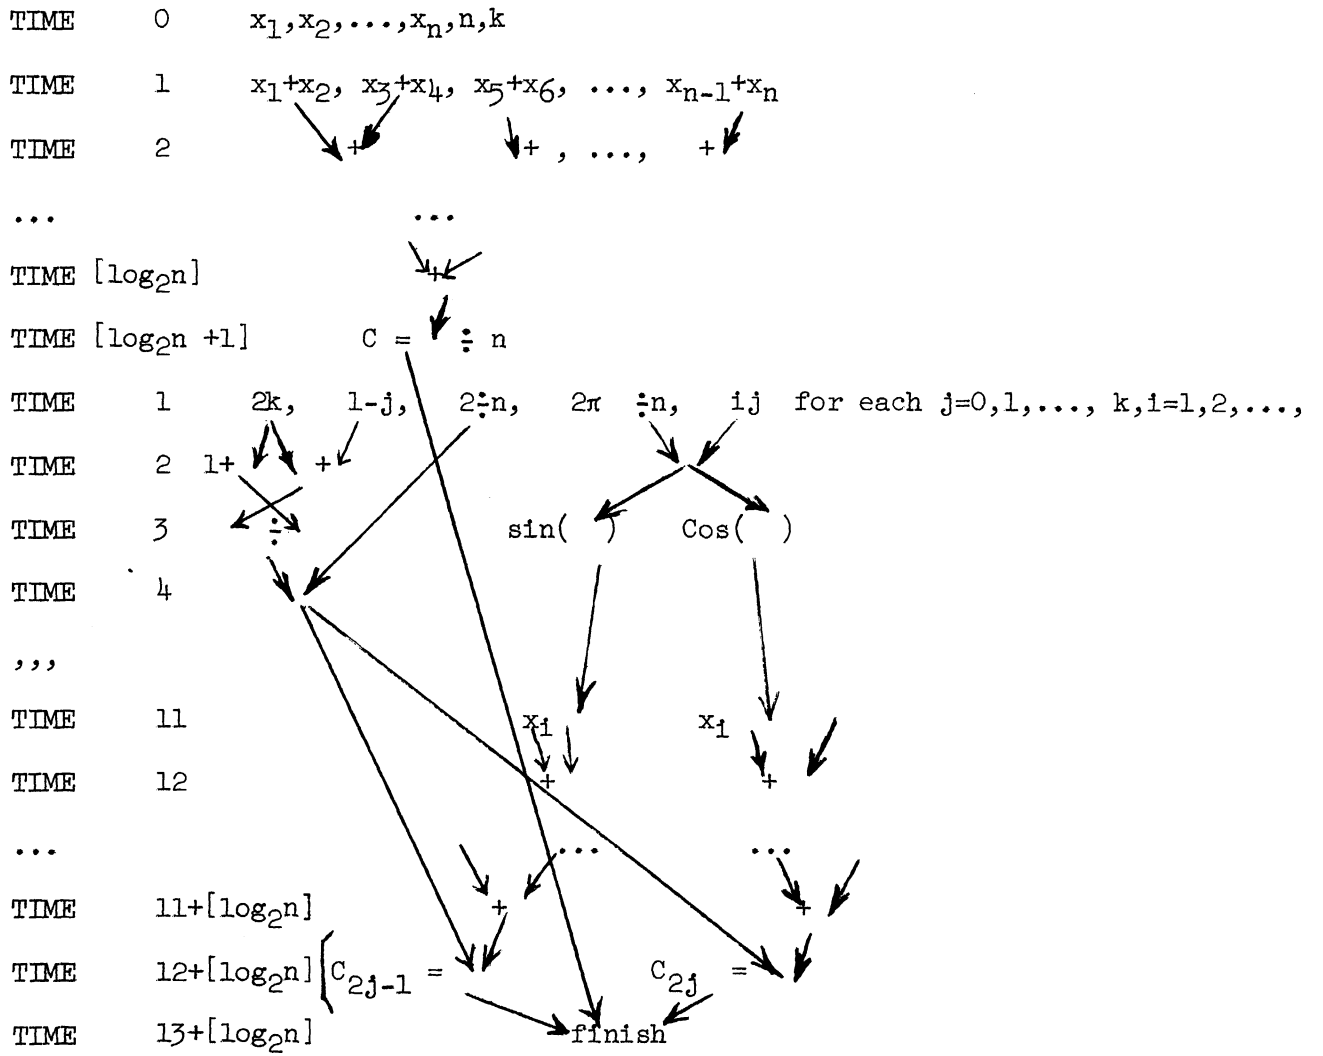 TIME 0 x₁,x₂,...,xₙ,n,k
TIME 1 x₁+x₂, x₃+x₄, x₅+x₆, ..., xₙ₋₁+xₙ
TIME 2 + + , ..., +
... ...
TIME [log₂n] +
TIME [log₂n +1] C = ÷ n
TIME 1 2k, 1-j, 2÷n, 2π ÷n, ij for each j=0,1,..., k,i=1,2,...,
TIME 2 1+ + .
TIME 3 ÷ sin( ) Cos( )
TIME 4 .
,,,
TIME 11 xᵢ xᵢ
TIME 12 + +
... ... ...
TIME 11+[log₂n] + +
TIME 12+[log₂n] [C₂ⱼ₋₁ = C₂ⱼ = .
TIME 13+[log₂n] finish